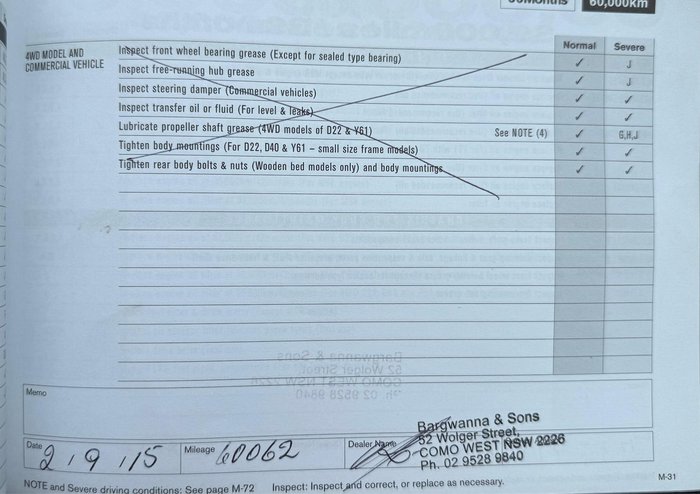 60,000km
4WD MODEL AND
COMMERCIAL VEHICLE
Normal Severe
Inspect front wheel bearing grease (Except for sealed type bearing) ✓ J
Inspect free-running hub grease ✓ J
Inspect steering damper (Commercial vehicles) ✓ ✓
Inspect transfer oil or fluid (For level & leaks) ✓ ✓
Lubricate propeller shaft grease (4WD models of D22 & Y61) See NOTE (4) ✓ G,H,J
Tighten body mountings (For D22, D40 & Y61 – small size frame models) ✓ ✓
Tighten rear body bolts & nuts (Wooden bed models only) and body mountings ✓ ✓
Memo
Date 2/9/15 Mileage 60062 Dealer Name
Bargwanna & Sons
52 Wolger Street,
COMO WEST NSW 2226
Ph. 02 9528 9840
NOTE and Severe driving conditions: See page M-72 Inspect: Inspect and correct, or replace as necessary.
M-31